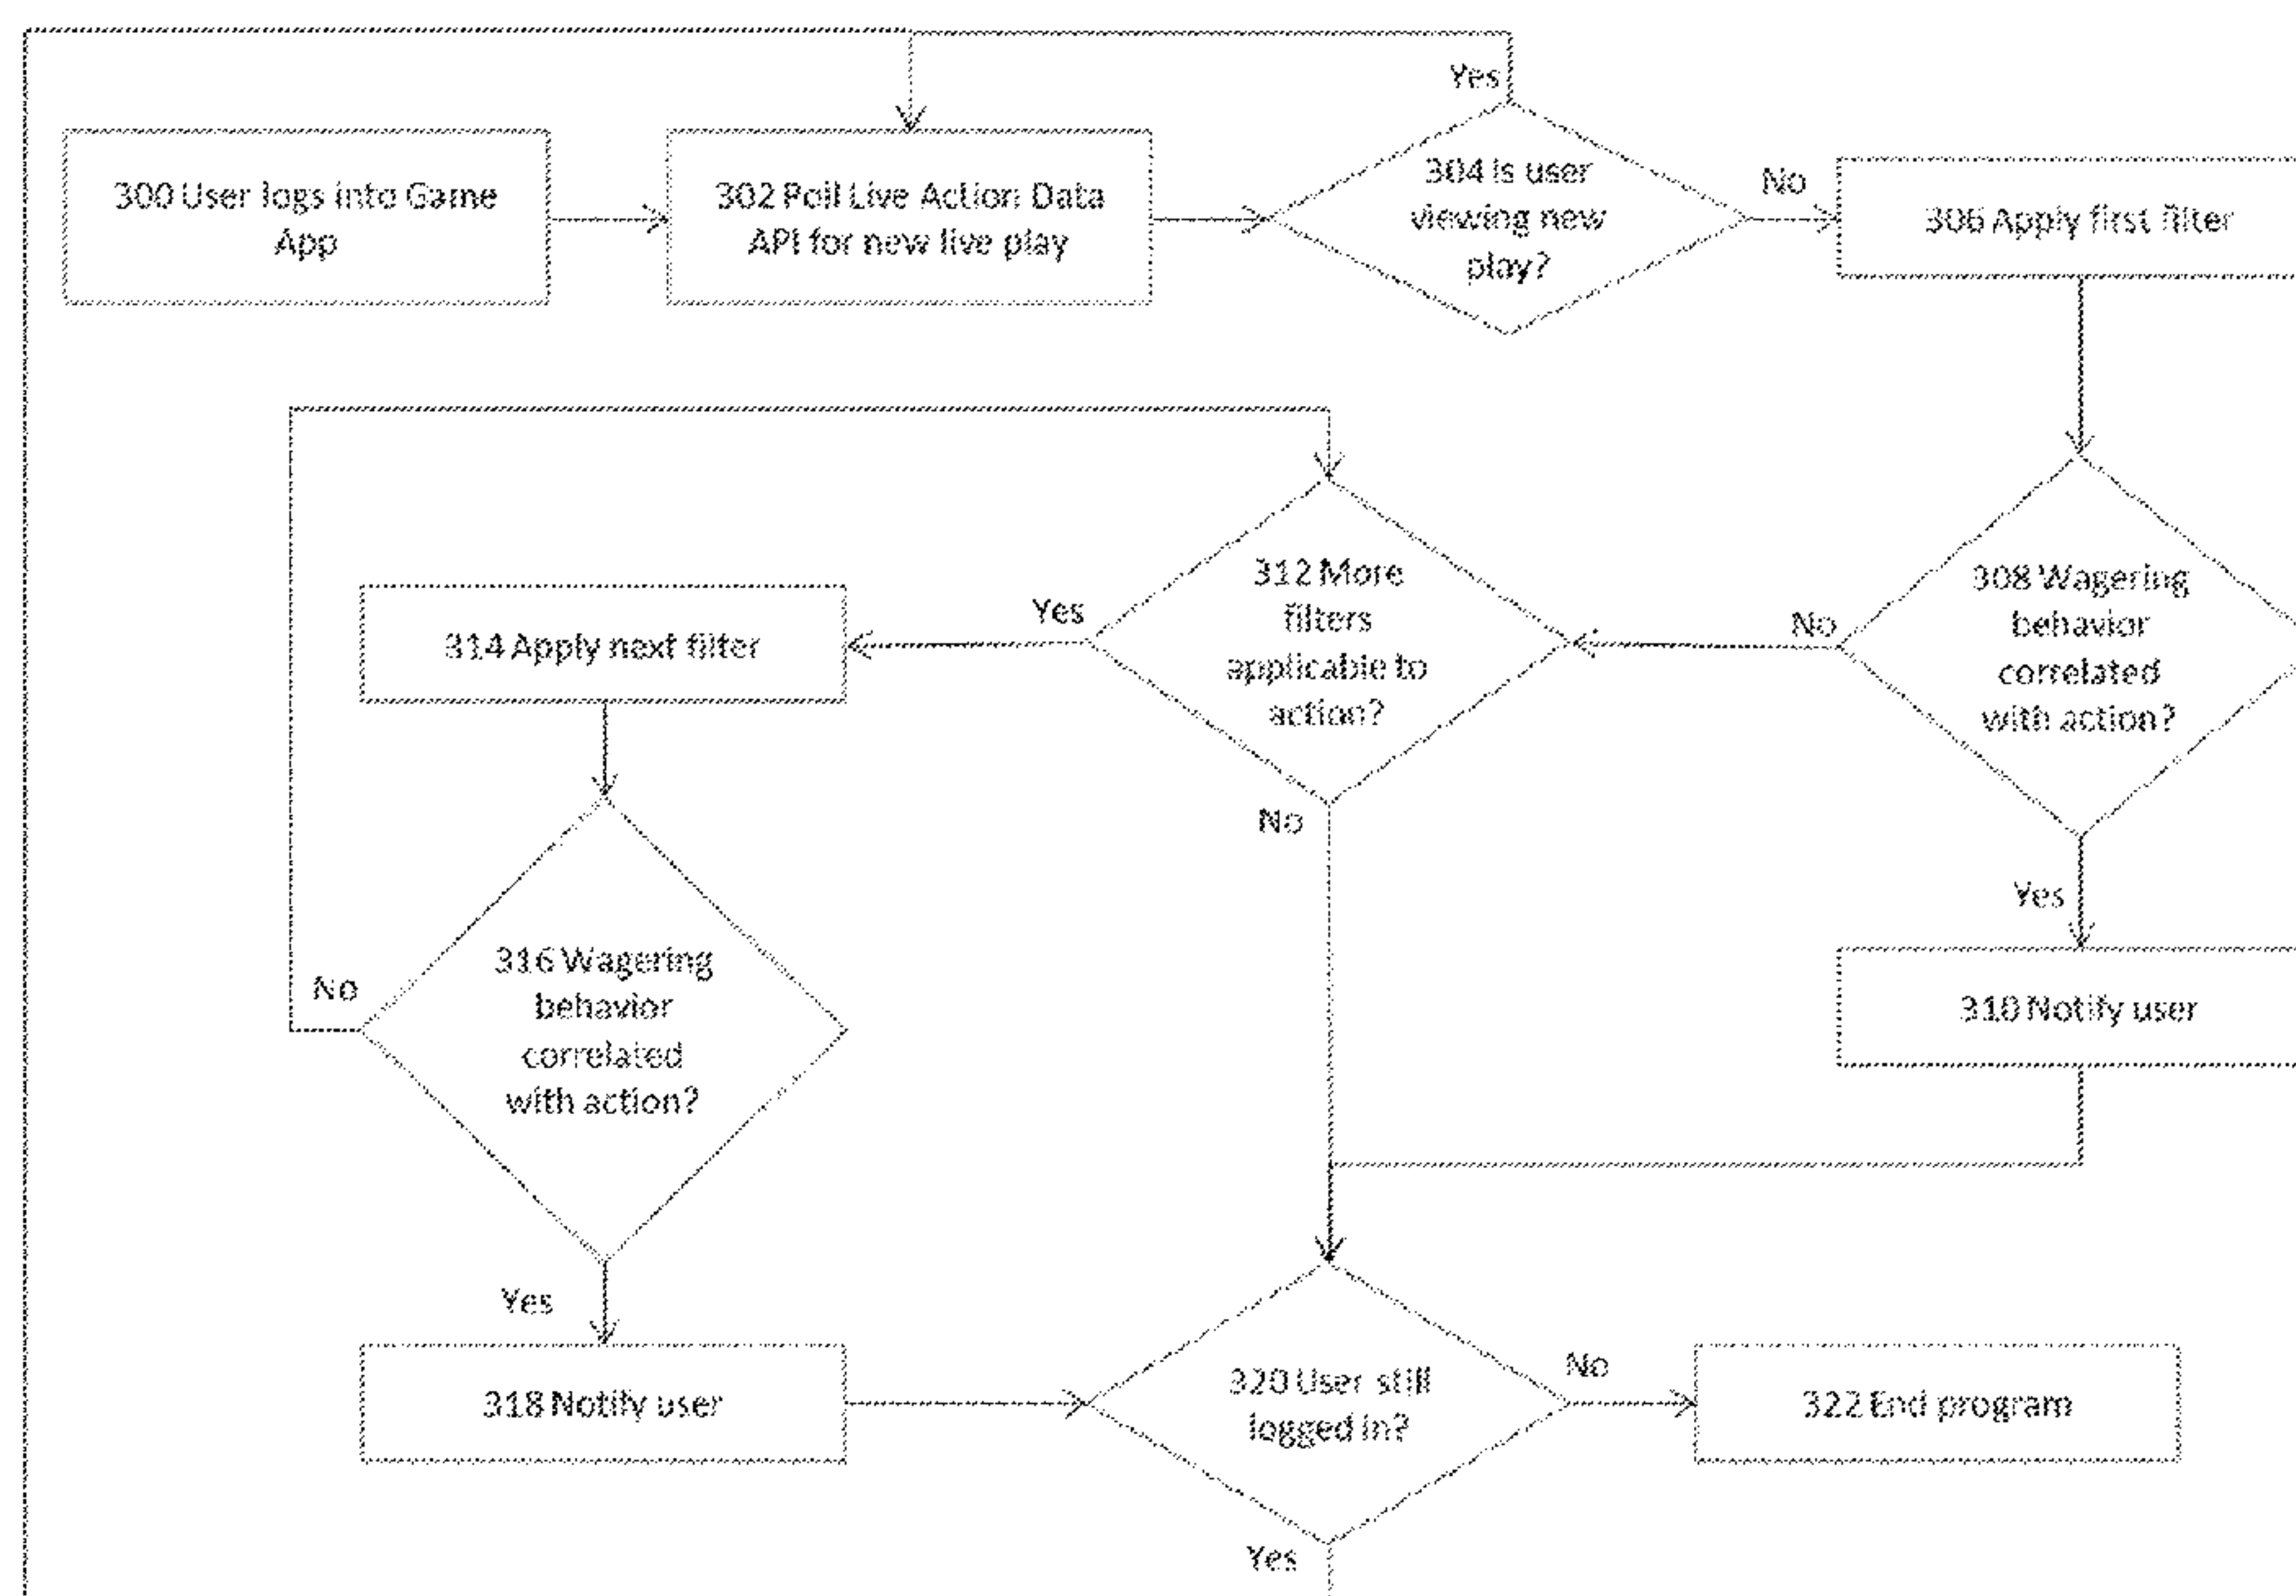 Yes
300 User logs into Game
App
302 Poll Live Action Data
API for new live play
304 Is user
viewing new
play?
No
306 Apply first filter
308 Wagering
behavior
correlated
with action?
No
312 More
filters
applicable to
action?
Yes
314 Apply next filter
No
Yes
310 Notify user
316 Wagering
behavior
correlated
with action?
No
Yes
318 Notify user
320 User still
logged in?
No
322 End program
Yes